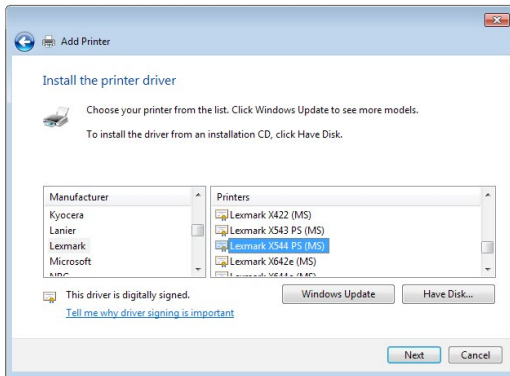 Add Printer
Install the printer driver
Choose your printer from the list. Click Windows Update to see more models.
To install the driver from an installation CD, click Have Disk.
Manufacturer
Kyocera
Lanier
Lexmark
Microsoft
Printers
Lexmark X422 (MS)
Lexmark X543 PS (MS)
Lexmark X544 PS (MS)
Lexmark X642e (MS)
This driver is digitally signed.
Tell me why driver signing is important
Windows Update
Have Disk...
Next
Cancel